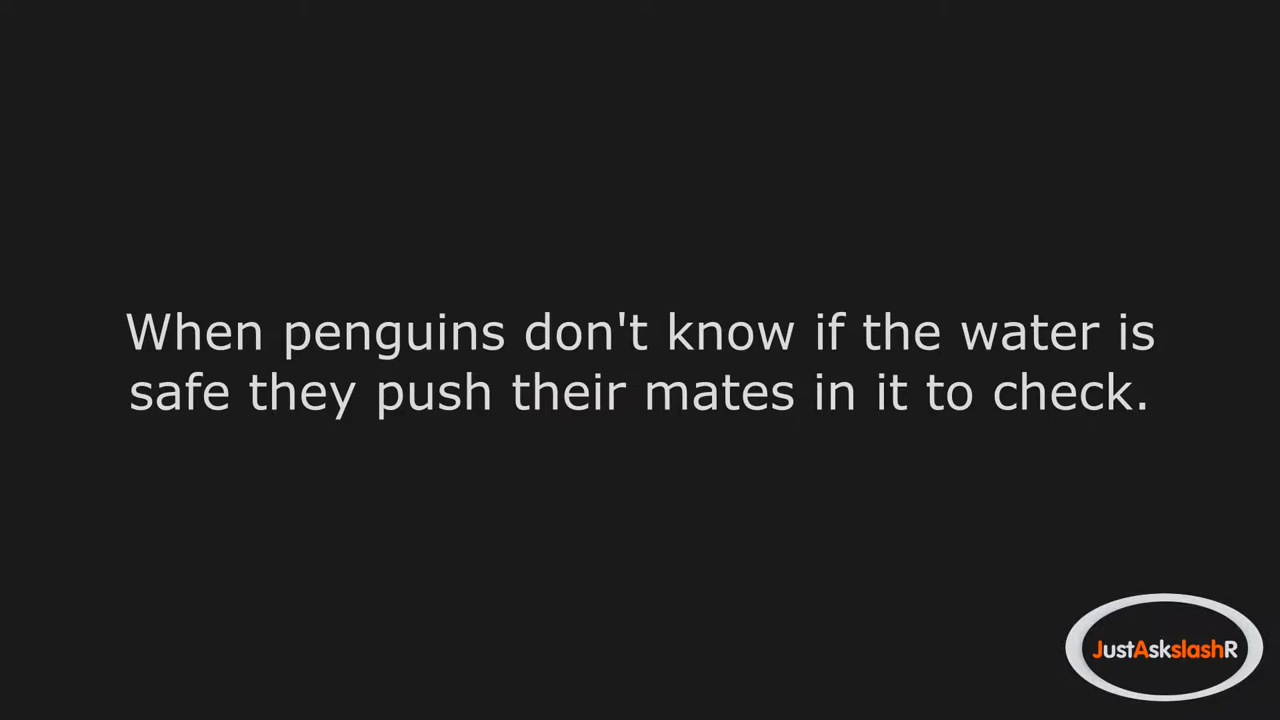 When penguins don't know if the water is
safe they push their mates in it to check.
JustAskslashR